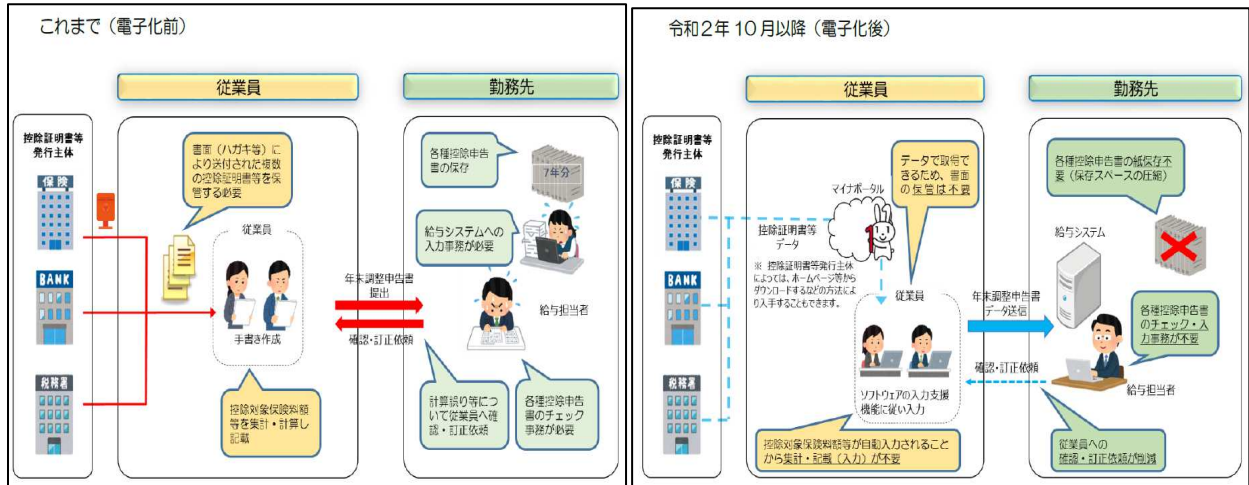 これまで（電子化前）
従業員
勤務先
控除証明書等
発行主体
保険
BANK
税務署
書面（ハガキ等）に
より送付された複数
の控除証明書等を保
管する必要
従業員
手書き作成
控除対象保険料額
等を集計・計算し
記載
年末調整申告書
提出
確認・訂正依頼
各種控除申告
書の保存
7年分
給与システムへの
入力事務が必要
給与担当者
計算誤り等につ
いて従業員へ確
認・訂正依頼
各種控除申告
書のチェック
事務が必要
令和2年10月以降（電子化後）
従業員
勤務先
控除証明書等
発行主体
保険
BANK
税務署
マイナポータル
データで取得で
きるため、書面
の保管は不要
控除証明書等
データ
※ 控除証明書等発行主体
によっては、ホームページ等から
ダウンロードするなどの方法によ
り入手することもできます。
従業員
ソフトウェアの入力支援
機能に従い入力
控除対象保険料額等が自動入力されること
から集計・記載（入力）が不要
年末調整申告書
データ送信
確認・訂正依頼
各種控除申告書の紙保存不
要（保存スペースの圧縮）
給与システム
各種控除申告書
のチェック・入
力事務が不要
給与担当者
従業員への
確認・訂正依頼が削減